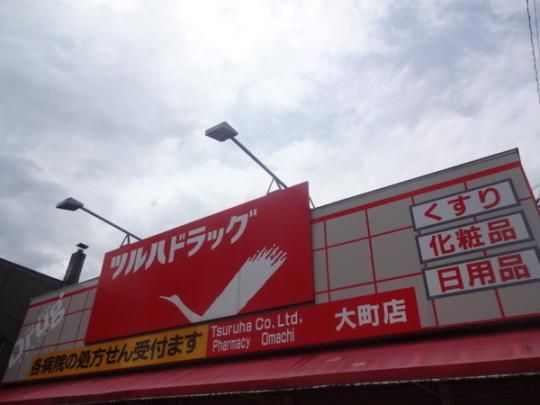 ツルハドラッグ
くすり
化粧品
日用品
Drug
Tsuruha Co.Ltd,
Pharmacy Omachi
大町店
各病院の処方せん受付ます